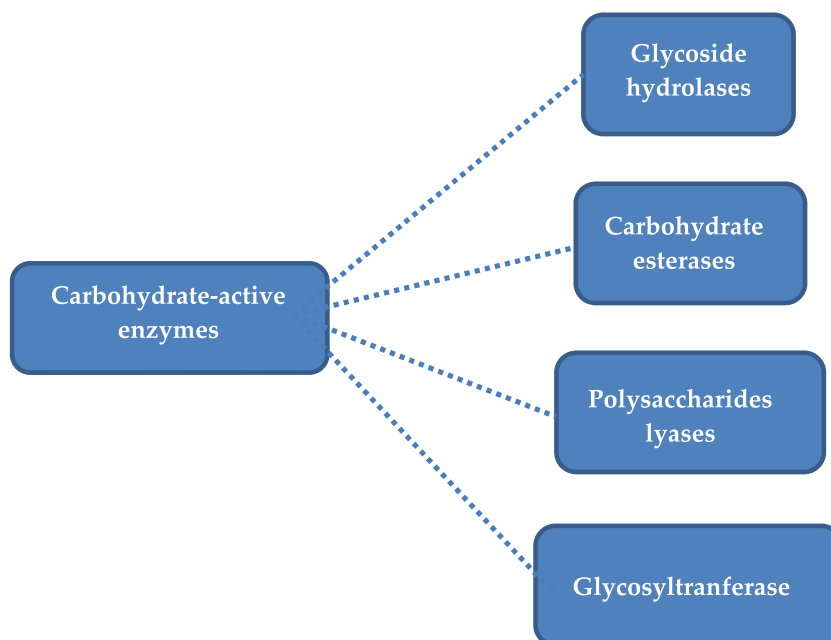 Glycoside
hydrolases
Carbohydrate
esterases
Carbohydrate-active
enzymes
Polysaccharides
lyases
Glycosyltranferase